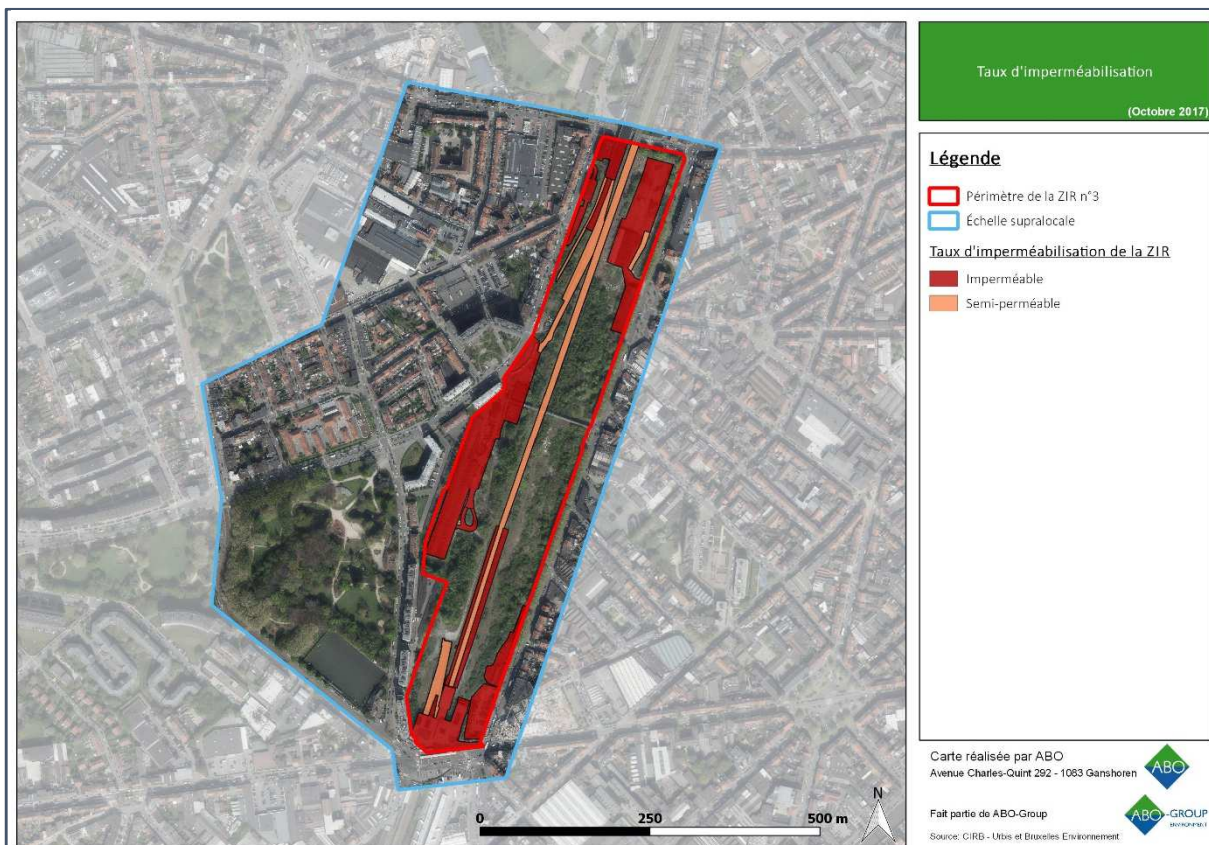 Taux d'imperméabilisation
(Octobre 2017)
Légende
Périmètre de la ZIR n°3
Échelle supralocale
Taux d'imperméabilisation de la ZIR
Imperméable
Semi-perméable
Carte réalisée par ABO
Avenue Charles-Quint 292 - 1083 Ganshoren
ABO
Fait partie de ABO-Group
ABO-GROUP
ENVIRONMENT
Source: CIRB - Urbis et Bruxelles Environnement
N
0 250 500 m